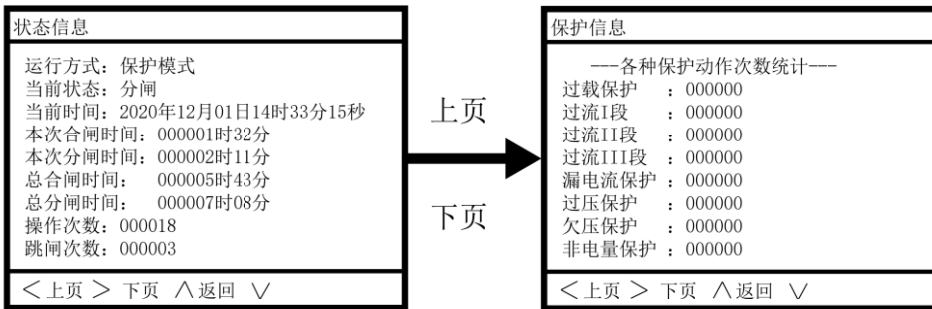 状态信息
运行方式：保护模式
当前状态：分闸
当前时间：2020年12月01日14时33分15秒
本次合闸时间：000001时32分
本次分闸时间：000002时11分
总合闸时间： 000005时43分
总分闸时间： 000007时08分
操作次数：000018
跳闸次数：000003
＜上页 ＞ 下页 ∧返回 ∨
上页
下页
保护信息
---各种保护动作次数统计---
过载保护 ：000000
过流I段 ：000000
过流II段 ：000000
过流III段 ：000000
漏电流保护：000000
过压保护 ：000000
欠压保护 ：000000
非电量保护：000000
＜上页 ＞ 下页 ∧返回 ∨